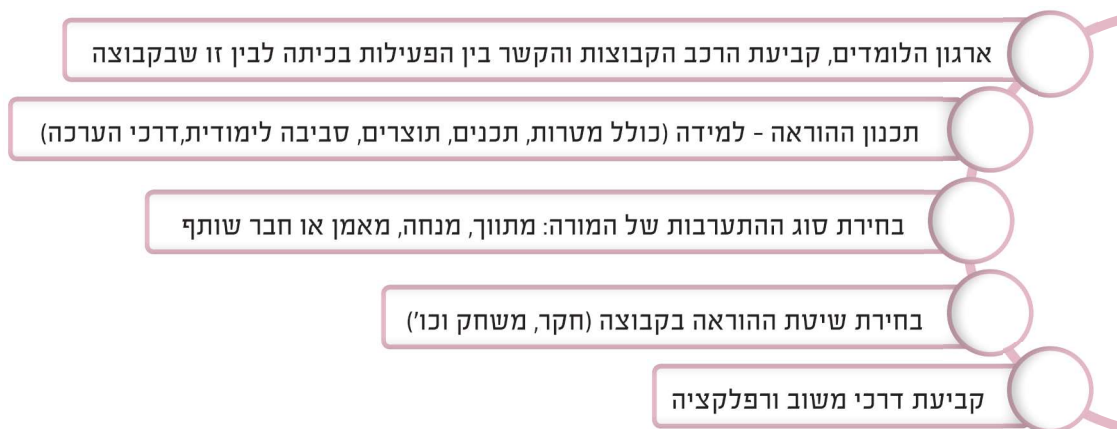 ארגון הלומדים, קביעת הרכב הקבוצות והקשר בין הפעילות בכיתה לבין זו שבקבוצה
תכנון ההוראה - למידה (כולל מטרות, תכנים, תוצרים, סביבה לימודית,דרכי הערכה)
בחירת סוג ההתערבות של המורה: מתווך, מנחה, מאמן או חבר שותף
בחירת שיטת ההוראה בקבוצה (חקר, משחק וכו')
קביעת דרכי משוב ורפלקציה